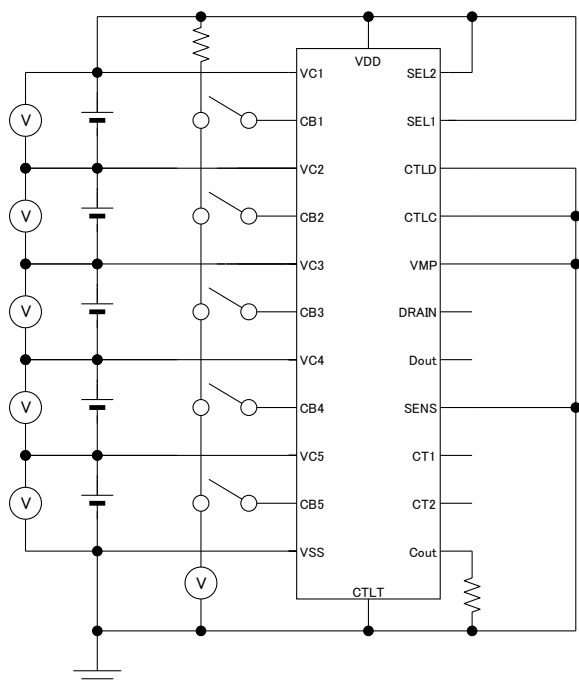 VDD
VC1
SEL2
V
CB1
SEL1
VC2
CTLD
V
CB2
CTLC
VC3
VMP
V
CB3
DRAIN
VC4
Dout
V
CB4
SENS
VC5
CT1
V
CB5
CT2
VSS
Cout
V
CTLT